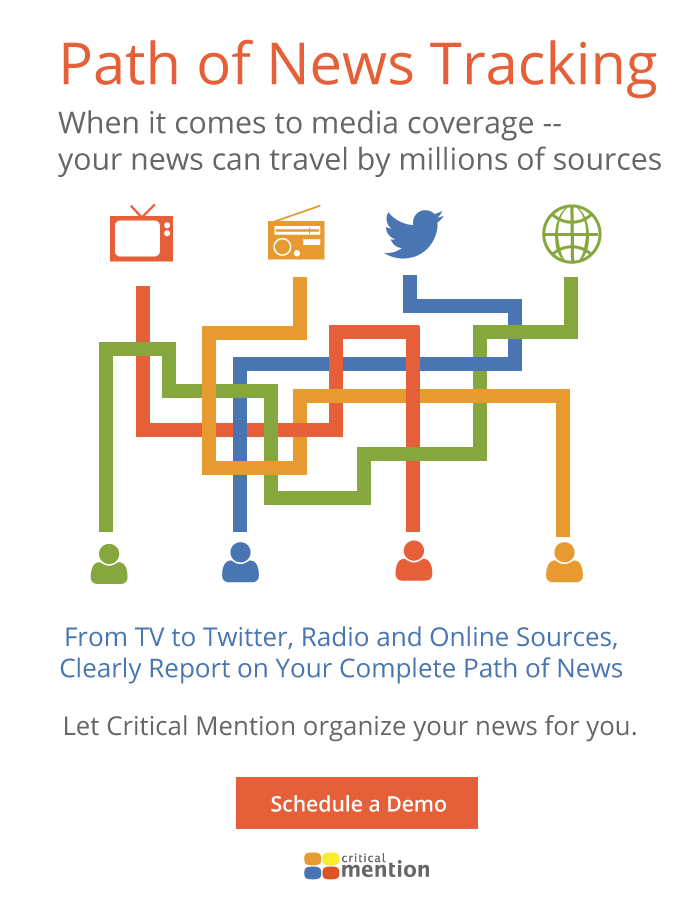 Path of News Tracking
When it comes to media coverage --
your news can travel by millions of sources
From TV to Twitter, Radio and Online Sources,
Clearly Report on Your Complete Path of News
Let Critical Mention organize your news for you.
Schedule a Demo
critical
mention